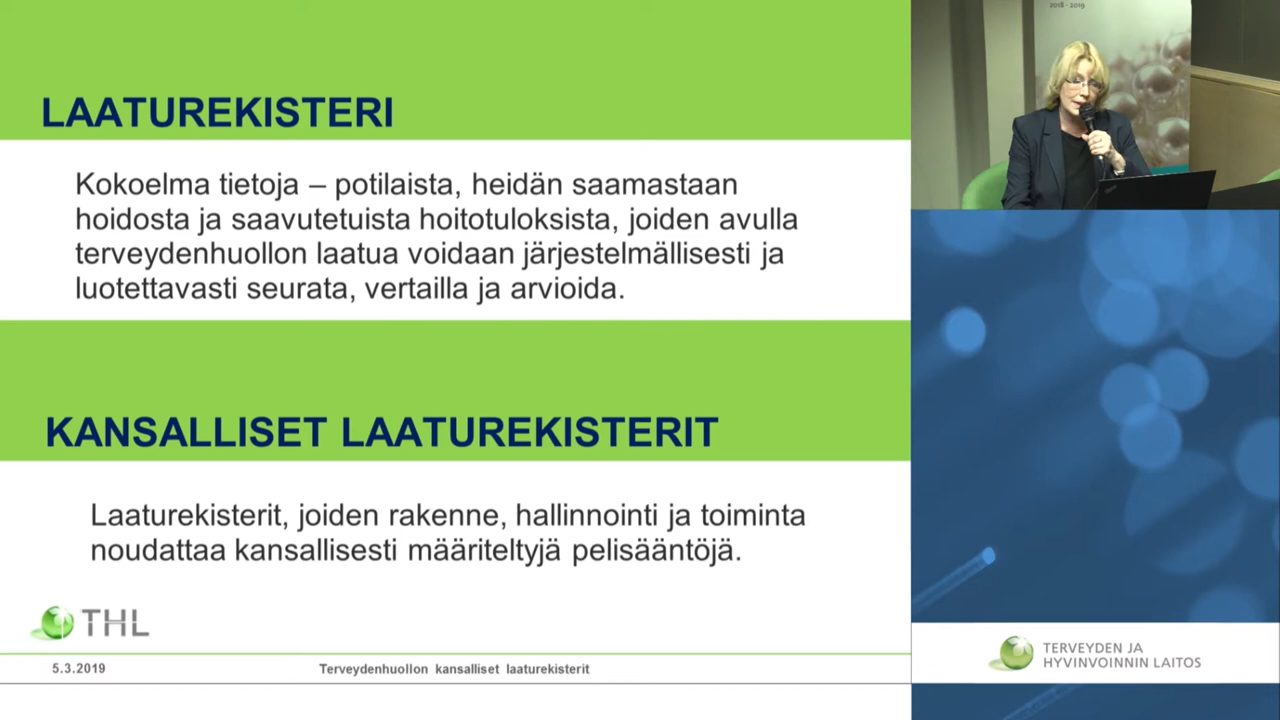 LAATUREKISTERI
Kokoelma tietoja – potilaista, heidän saamastaan
hoidosta ja saavutetuista hoitotuloksista, joiden avulla
terveydenhuollon laatua voidaan järjestelmällisesti ja
luotettavasti seurata, vertailla ja arvioida.
KANSALLISET LAATUREKISTERIT
Laaturekisterit, joiden rakenne, hallinnointi ja toiminta
noudattaa kansallisesti määriteltyjä pelisääntöjä.
THL
5.3.2019
Terveydenhuollon kansalliset laaturekisterit
2018 - 2019
TERVEYDEN JA
HYVINVOINNIN LAITOS